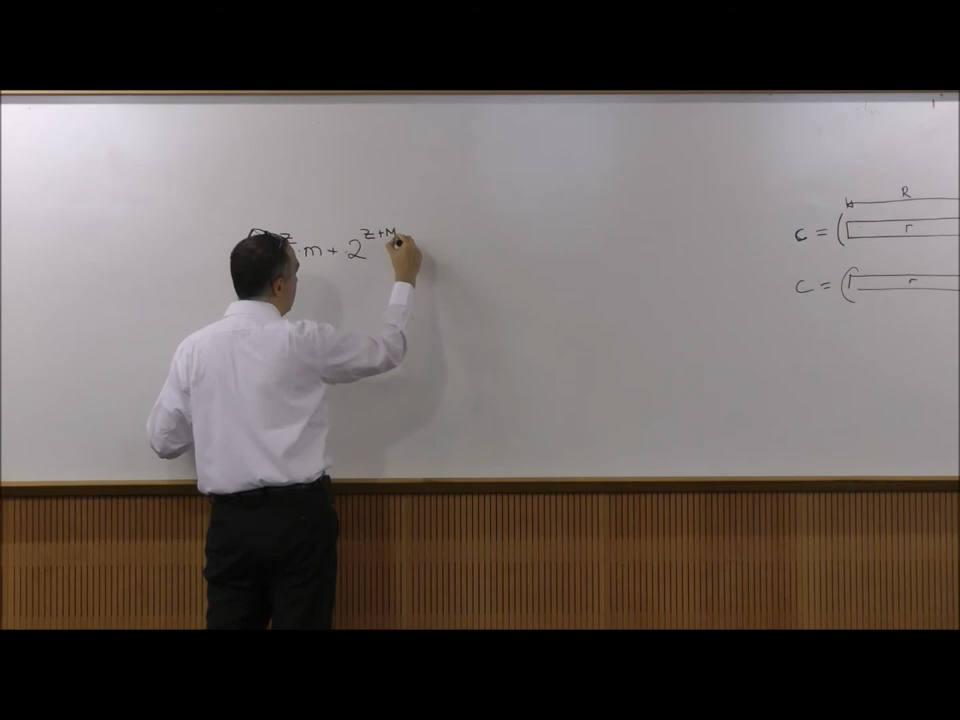 z · m + 2^{z+M}
R
c = ( r
c = ( r